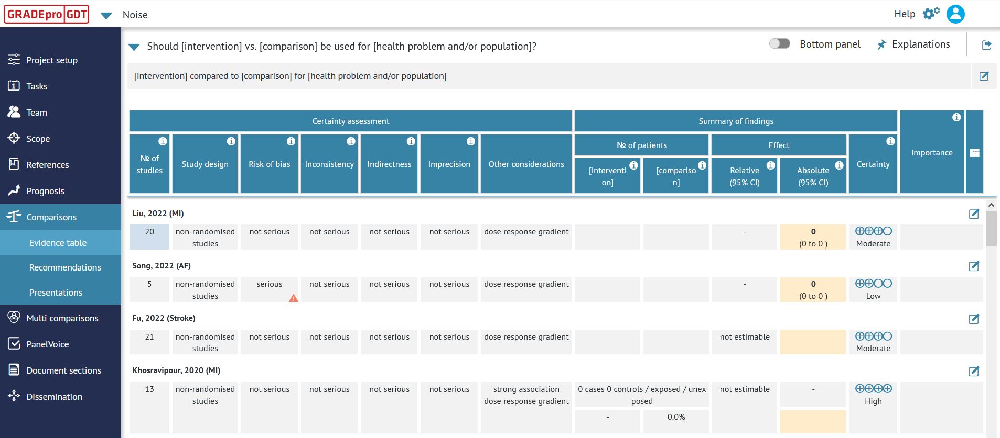 GRADEpro GDT
Noise
Help
Project setup
Tasks
Team
Scope
References
Prognosis
Comparisons
Evidence table
Recommendations
Presentations
Multi comparisons
PanelVoice
Document sections
Dissemination
Should [intervention] vs. [comparison] be used for [health problem and/or population]?
Bottom panel
Explanations
[intervention] compared to [comparison] for [health problem and/or population]
Certainty assessment
Summary of findings
Importance
№ of
studies
Study design
Risk of bias
Inconsistency
Indirectness
Imprecision
Other considerations
№ of patients
Effect
Certainty
[interventi
on]
[compariso
n]
Relative
(95% CI)
Absolute
(95% CI)
Liu, 2022 (MI)
20
non-randomised
studies
not serious
not serious
not serious
not serious
dose response gradient
-
0
(0 to 0 )
Moderate
Song, 2022 (AF)
5
non-randomised
studies
serious
not serious
not serious
not serious
dose response gradient
-
0
(0 to 0 )
Low
Fu, 2022 (Stroke)
21
non-randomised
studies
not serious
not serious
not serious
not serious
dose response gradient
not estimable
Moderate
Khosravipour, 2020 (MI)
13
non-randomised
studies
not serious
not serious
not serious
not serious
strong association
dose response gradient
0 cases 0 controls / exposed / unex
posed
-
0.0%
not estimable
-
High